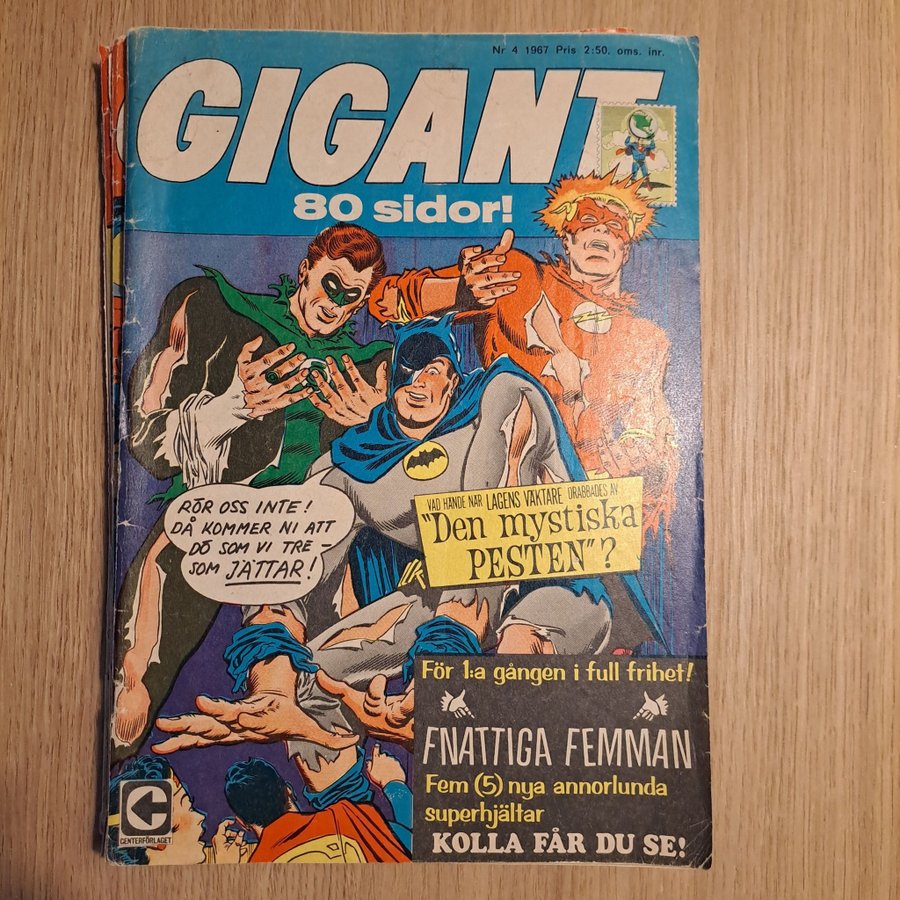 Nr 4 1967 Pris 2:50. oms. inr.
GIGANT
80 sidor!
RÖR OSS INTE!
DÅ KOMMER NI ATT
DÖ SOM VI TRE –
SOM JÄTTAR!
VAD HÄNDE NÄR LAGENS VÄKTARE DRABBADES AV
"Den mystiska
PESTEN"?
För 1:a gången i full frihet!
FNATTIGA FEMMAN
Fem (5) nya annorlunda
superhjältar
KOLLA FÅR DU SE!
C
CENTERFÖRLAGET